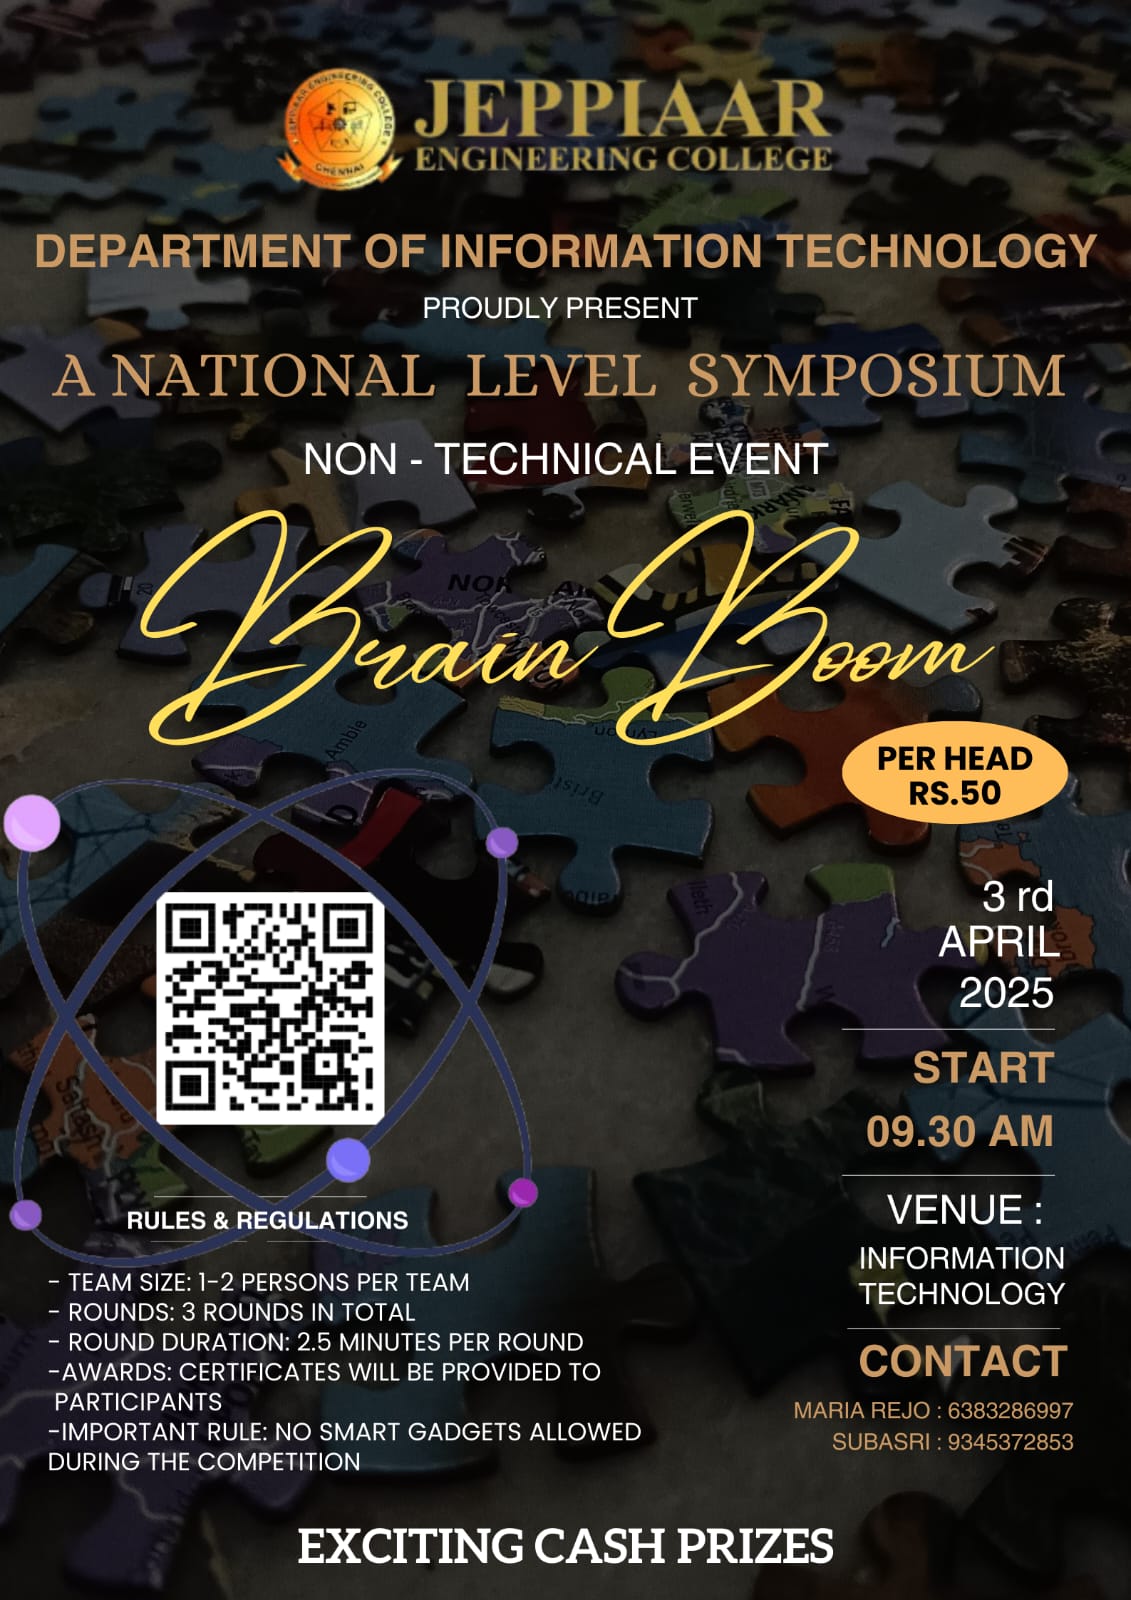 JEPPIAAR ENGINEERING COLLEGE
CHENNAI
JEPPIAAR
ENGINEERING COLLEGE
DEPARTMENT OF INFORMATION TECHNOLOGY
PROUDLY PRESENT
A NATIONAL LEVEL SYMPOSIUM
NON - TECHNICAL EVENT
Brain Boom
PER HEAD
RS.50
3 rd
APRIL
2025
START
09.30 AM
VENUE :
INFORMATION
TECHNOLOGY
CONTACT
MARIA REJO : 6383286997
SUBASRI : 9345372853
RULES & REGULATIONS
- TEAM SIZE: 1-2 PERSONS PER TEAM
- ROUNDS: 3 ROUNDS IN TOTAL
- ROUND DURATION: 2.5 MINUTES PER ROUND
-AWARDS: CERTIFICATES WILL BE PROVIDED TO
PARTICIPANTS
-IMPORTANT RULE: NO SMART GADGETS ALLOWED
DURING THE COMPETITION
EXCITING CASH PRIZES